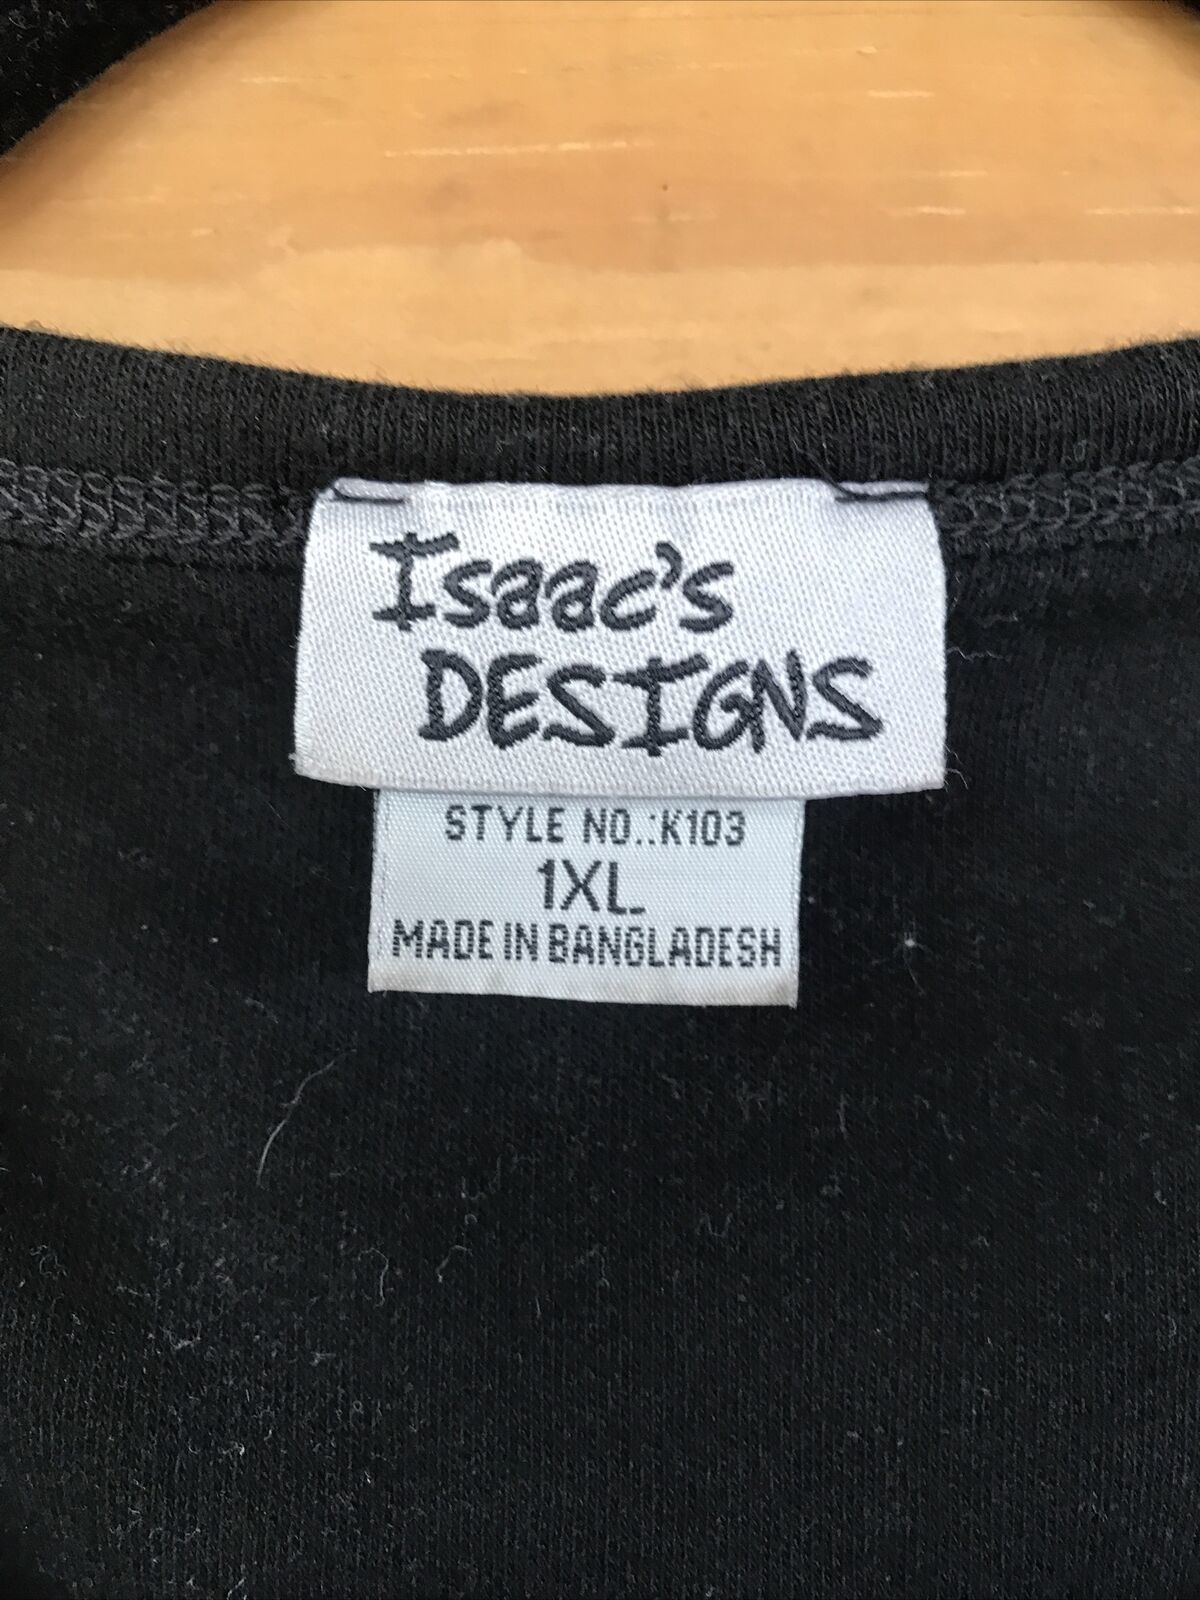 Isaac's
DESIGNS
STYLE NO.:K103
1XL
MADE IN BANGLADESH